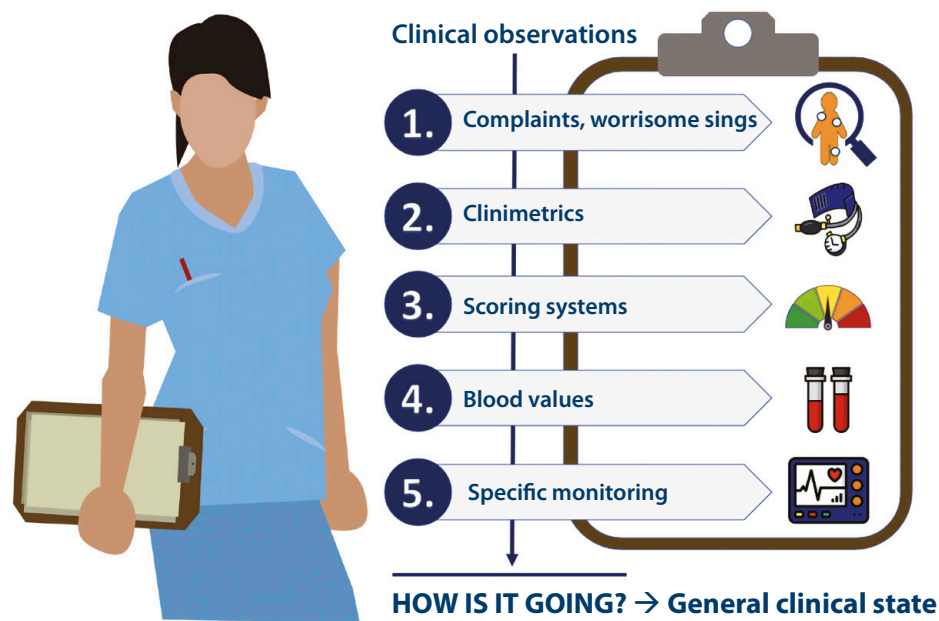 Clinical observations
1. Complaints, worrisome sings
2. Clinimetrics
3. Scoring systems
4. Blood values
5. Specific monitoring
HOW IS IT GOING? → General clinical state